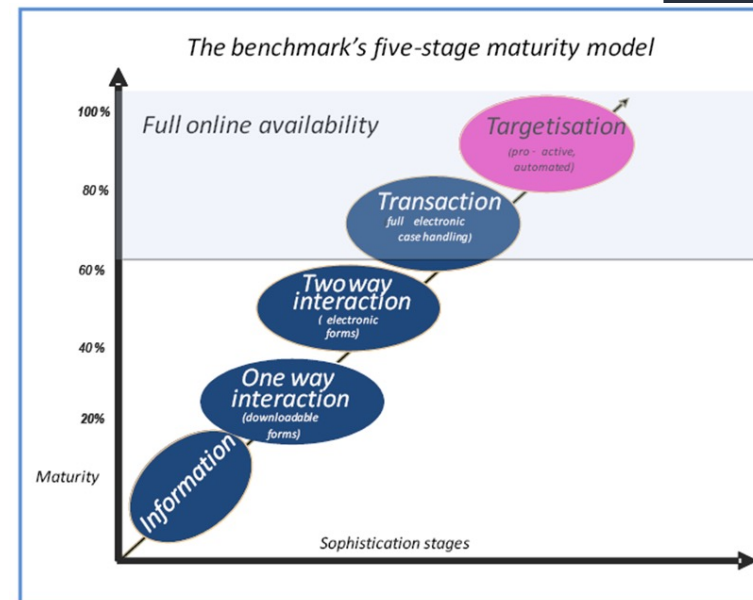 The benchmark's five-stage maturity model
100%
Full online availability
Targetisation
(pro - active,
automated)
80%
Transaction
full electronic
case handling)
60%
Two way
interaction
( electronic
forms)
40%
One way
interaction
(downloadable
forms)
20%
Information
Maturity
Sophistication stages